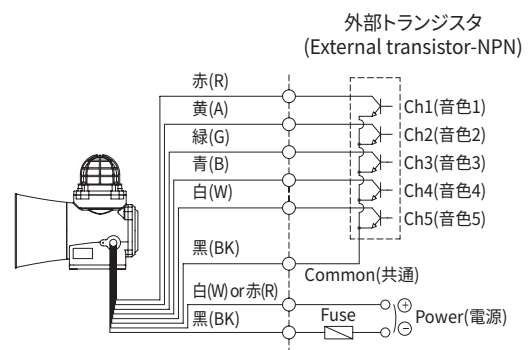 外部トランジスタ
(External transistor-NPN)
赤(R)
Ch1(音色1)
黄(A)
Ch2(音色2)
緑(G)
Ch3(音色3)
青(B)
Ch4(音色4)
白(W)
Ch5(音色5)
黒(BK)
Common(共通)
白(W) or 赤(R)
Fuse
Power(電源)
黒(BK)